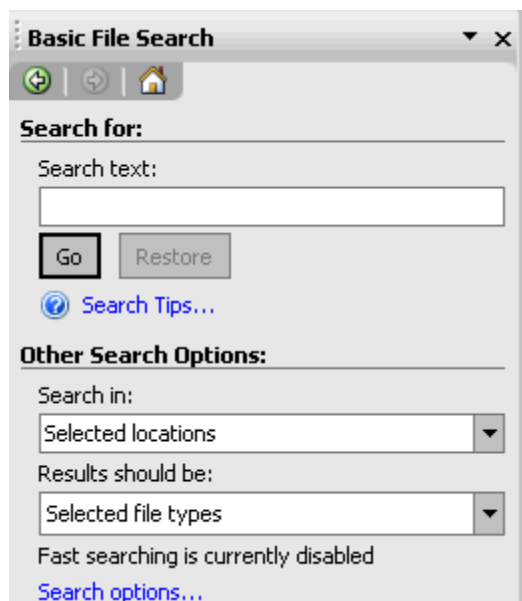 Basic File Search
Search for:
Search text:
Go Restore
Search Tips...
Other Search Options:
Search in:
Selected locations
Results should be:
Selected file types
Fast searching is currently disabled
Search options...